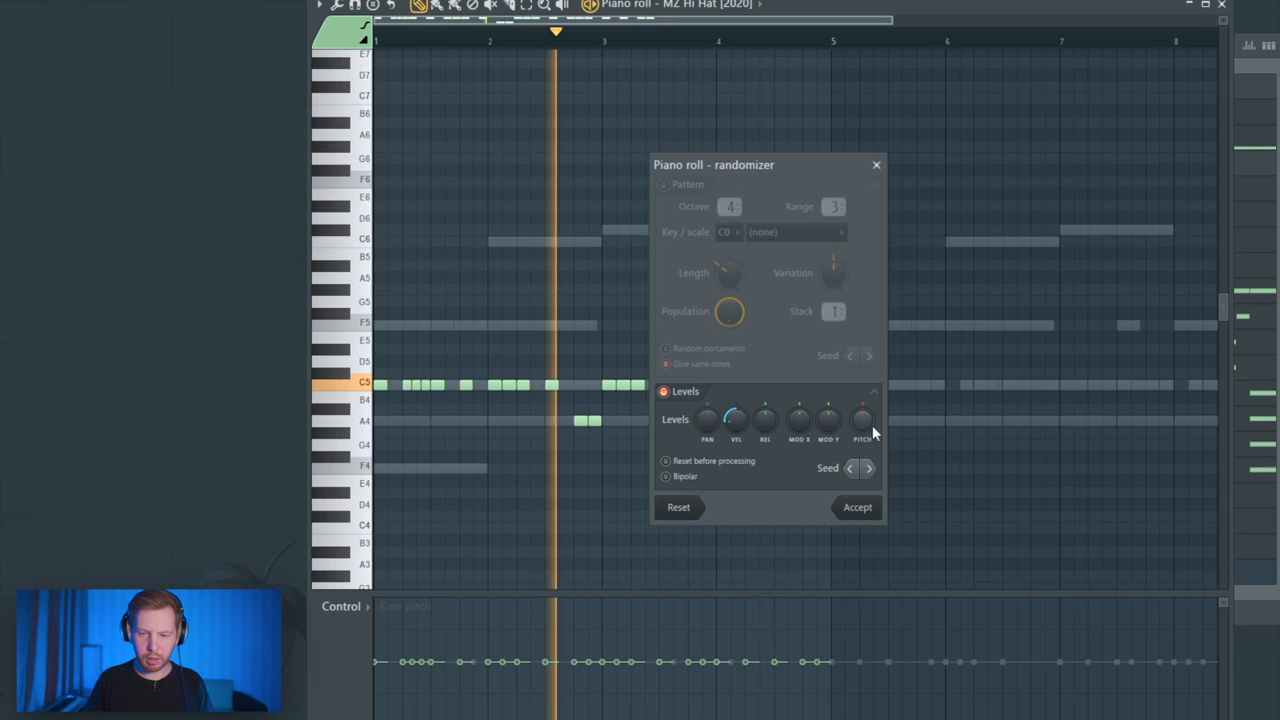 Piano roll - MZ Hi Hat [2020]
1 2 3 4 5 6 7 8
E7
D7
C7
B6
A6
G6
F6
E6
D6
C6
B5
A5
G5
F5
E5
D5
C5
B4
A4
G4
F4
E4
D4
C4
B3
A3
G3
Piano roll - randomizer
Pattern
Octave 4 Range 3
Key / scale C0 (none)
Length Variation
Population Stack 1
Random portamento
Glue same notes Seed
Levels
Levels
PAN VEL REL MOD X MOD Y PITCH
Reset before processing
Bipolar Seed
Reset Accept
Control Fine pitch